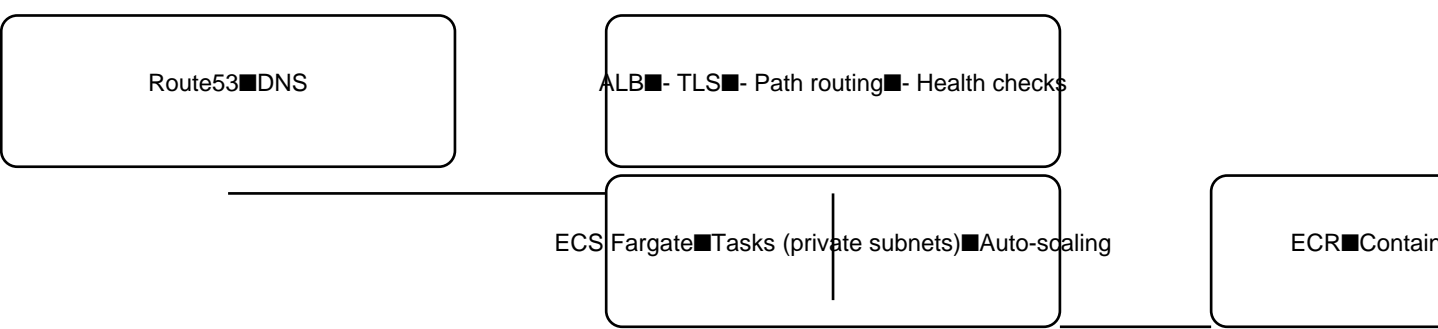 Route53■DNS
ALB■- TLS■- Path routing■- Health checks
ECS Fargate■Tasks (private subnets)■Auto-scaling
ECR■Contain